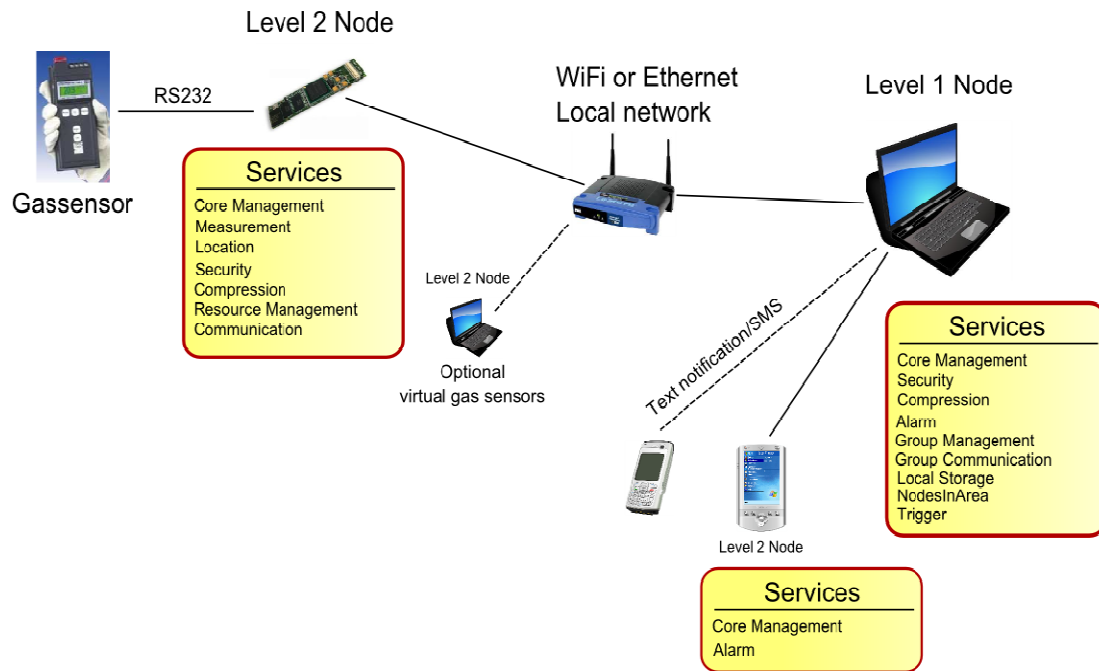 Level 2 Node
RS232
Gassensor
WiFi or Ethernet
Local network
Level 1 Node
Services
Core Management
Measurement
Location
Security
Compression
Resource Management
Communication
Level 2 Node
Optional
virtual gas sensors
Text notification/SMS
Level 2 Node
Services
Core Management
Security
Compression
Alarm
Group Management
Group Communication
Local Storage
NodesInArea
Trigger
Services
Core Management
Alarm